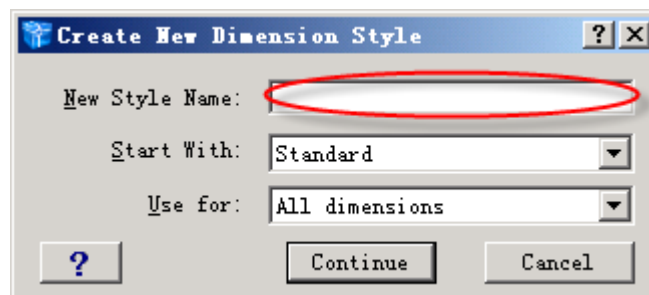 Create New Dimension Style ? X
New Style Name:
Start With: Standard
Use for: All dimensions
? Continue Cancel